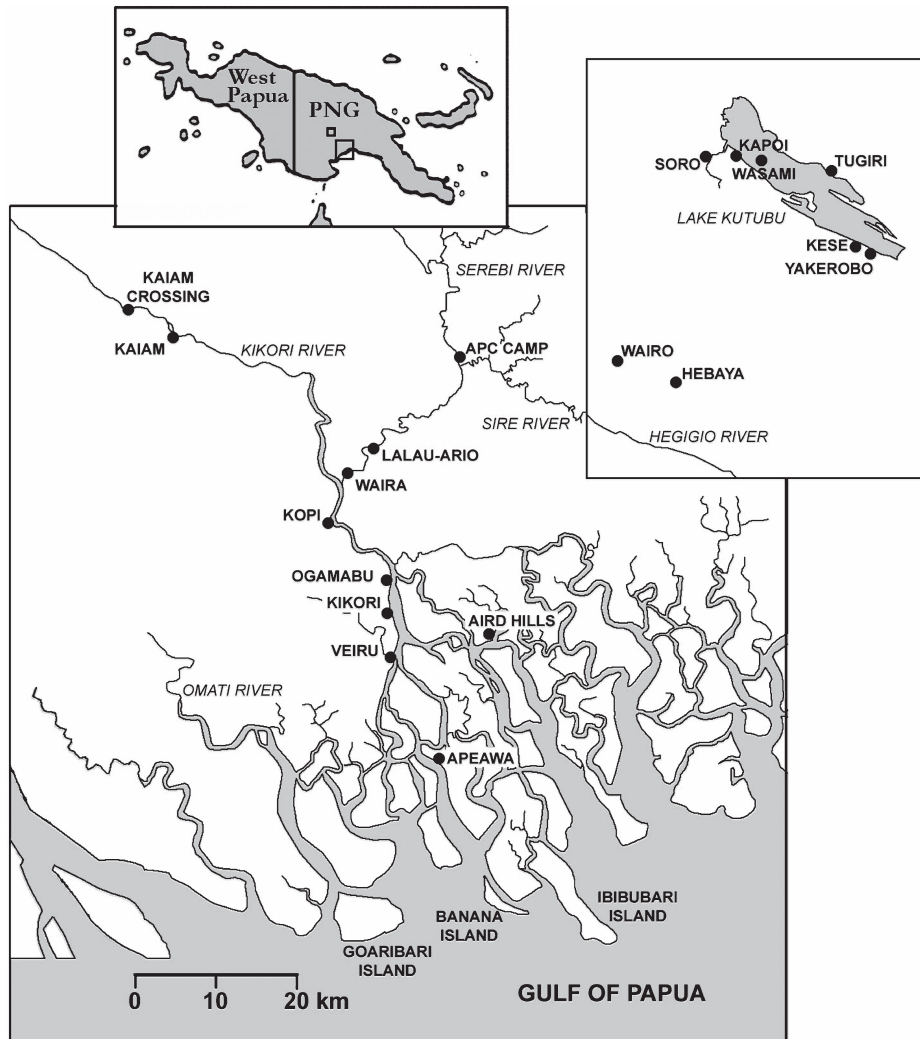 West
Papua
PNG
KAPOI
SORO
WASAMI
TUGIRI
LAKE KUTUBU
KESE
YAKEROBO
WAIRO
HEBAYA
HEGIGIO RIVER
SEREBI RIVER
KAIAM
CROSSING
KAIAM
KIKORI RIVER
APC CAMP
SIRE RIVER
LALAU-ARIO
WAIRA
KOPI
OGAMABU
KIKORI
AIRD HILLS
VEIRU
OMATI RIVER
APEAWA
IBIBUBARI
ISLAND
BANANA
ISLAND
GOARIBARI
ISLAND
0 10 20 km
GULF OF PAPUA